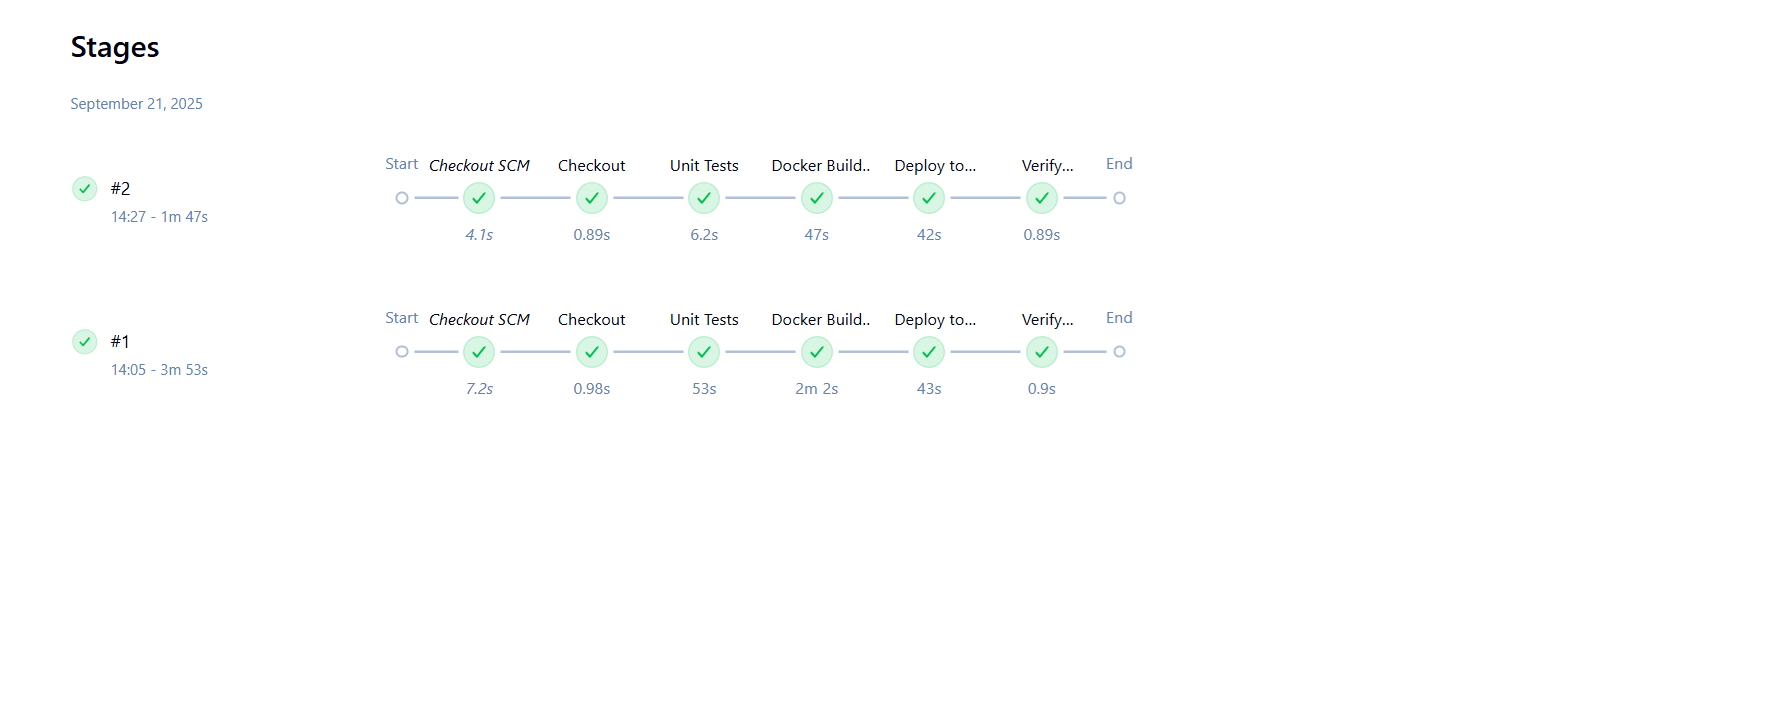 Stages
September 21, 2025
Start Checkout SCM Checkout Unit Tests Docker Build.. Deploy to... Verify... End
#2
14:27 - 1m 47s
4.1s 0.89s 6.2s 47s 42s 0.89s
Start Checkout SCM Checkout Unit Tests Docker Build.. Deploy to... Verify... End
#1
14:05 - 3m 53s
7.2s 0.98s 53s 2m 2s 43s 0.9s